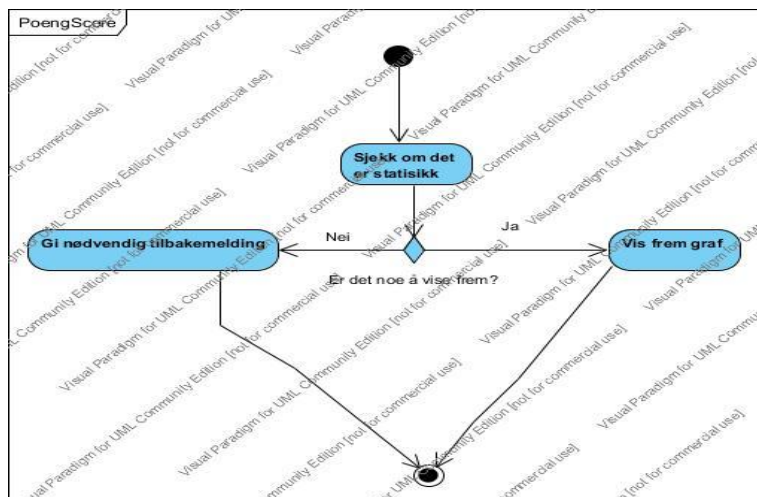 PoengScore
Sjekk om det
er statisikk
Nei
Ja
Gi nødvendig tilbakemelding
Vis frem graf
Er det noe å vise frem?
Visual Paradigm for UML Community Edition [not for commercial use]